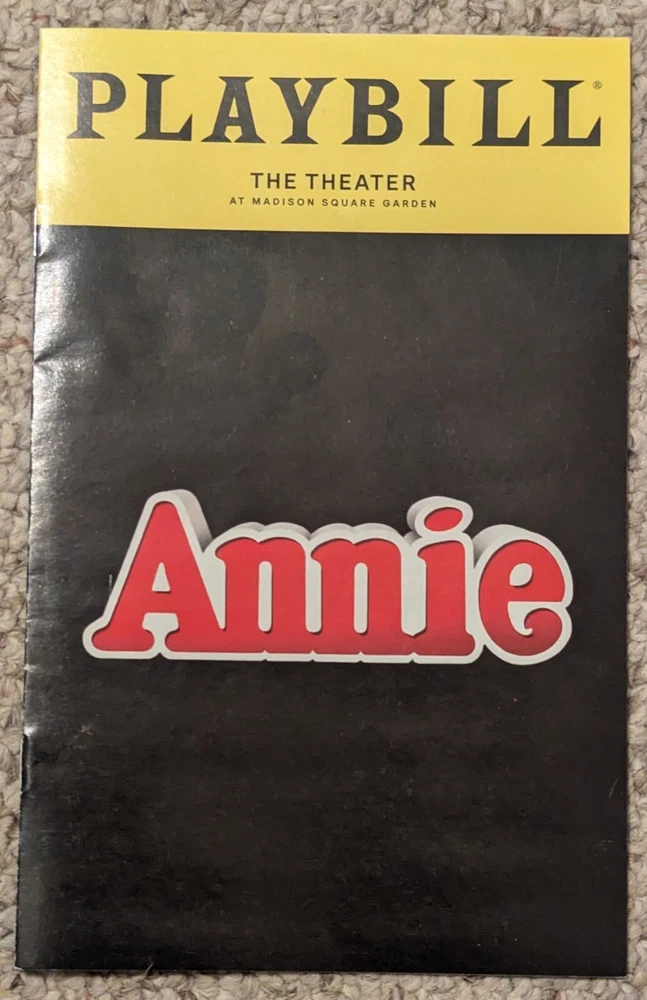 PLAYBILL®
THE THEATER
AT MADISON SQUARE GARDEN
Annie